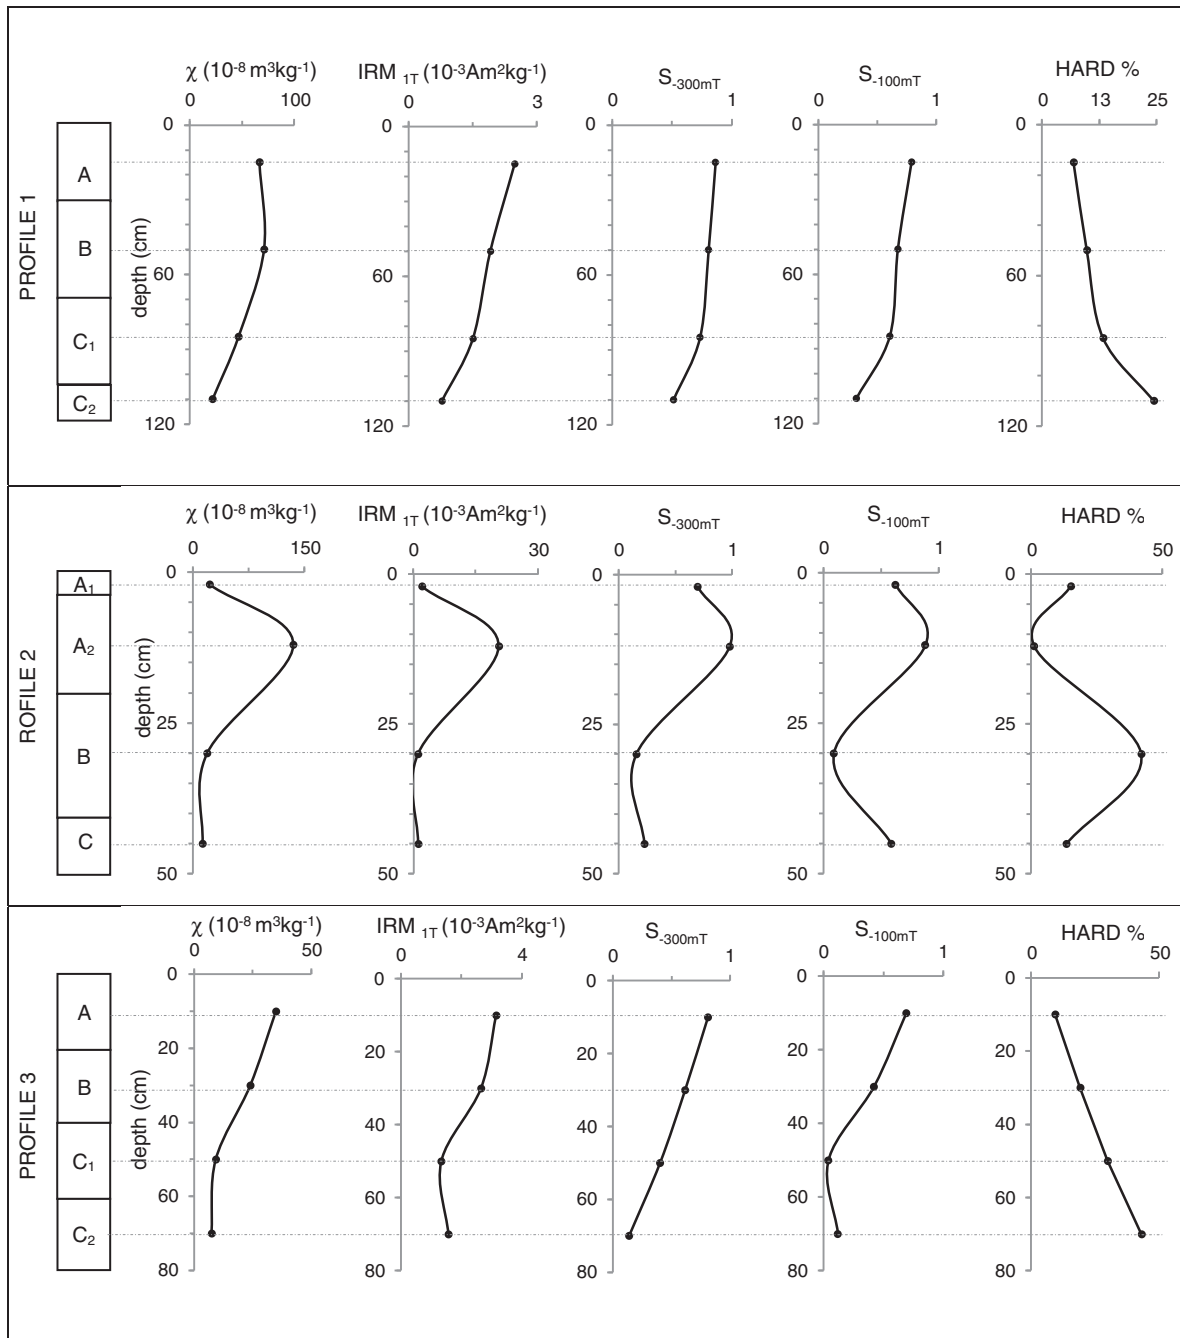 χ (10-8 m3kg-1) IRM 1T (10-3Am2kg-1) S-300mT S-100mT HARD %
0 100 0 3 0 1 0 1 0 13 25
0 0 0 0 0
A
B
60 60 60 60 60
C1
C2
120 120 120 120 120
PROFILE 1
depth (cm)
χ (10-8 m3kg-1) IRM 1T (10-3Am2kg-1) S-300mT S-100mT HARD %
0 150 0 30 0 1 0 1 0 50
0 0 0 0 0
A1
A2
25 25 25 25 25
B
C
50 50 50 50 50
ROFILE 2
depth (cm)
χ (10-8 m3kg-1) IRM 1T (10-3Am2kg-1) S-300mT S-100mT HARD %
0 50 0 4 0 1 0 1 0 50
0 0 0 0 0
A
20 20 20 20 20
B
40 40 40 40 40
C1
60 60 60 60 60
C2
80 80 80 80 80
PROFILE 3
depth (cm)